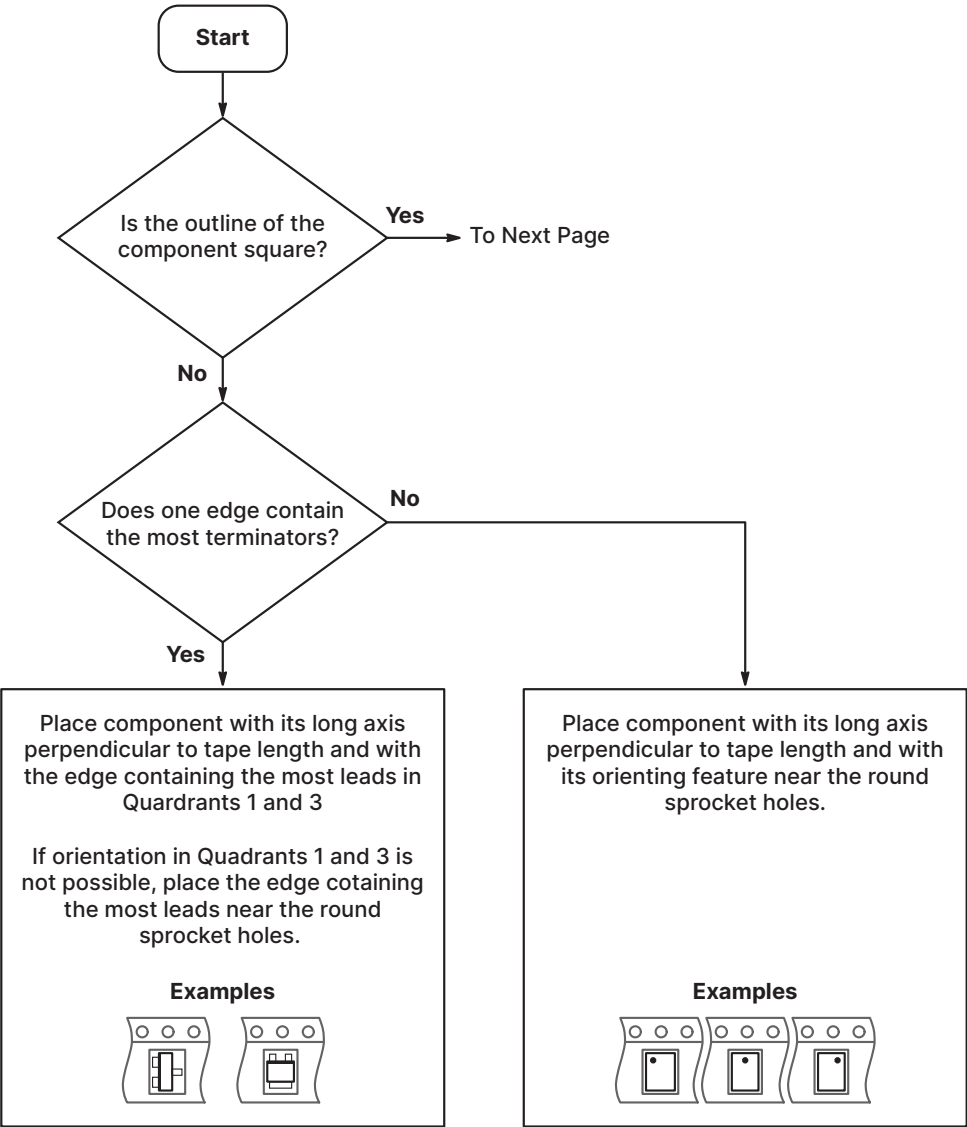 Start
Is the outline of the
component square?
Yes
To Next Page
No
Does one edge contain
the most terminators?
No
Yes
Place component with its long axis
perpendicular to tape length and with
the edge containing the most leads in
Quardrants 1 and 3
If orientation in Quadrants 1 and 3 is
not possible, place the edge cotaining
the most leads near the round
sprocket holes.
Examples
Place component with its long axis
perpendicular to tape length and with
its orienting feature near the round
sprocket holes.
Examples